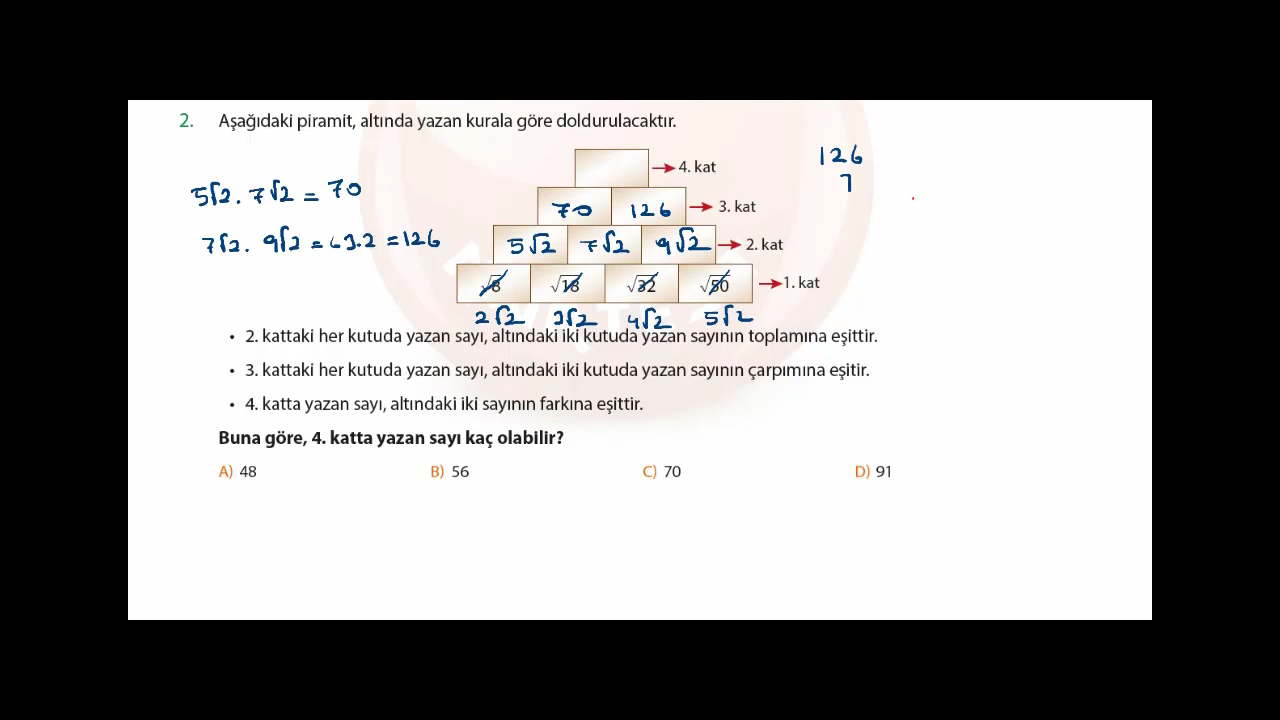 2. Aşağıdaki piramit, altında yazan kurala göre doldurulacaktır.
126
7
4. kat
5√2 . 7√2 = 70
70 126 3. kat
7√2 . 9√2 = 63.2 = 126
5√2 7√2 9√2 2. kat
√8 √18 √32 √50 1. kat
2√2 3√2 4√2 5√2
• 2. kattaki her kutuda yazan sayı, altındaki iki kutuda yazan sayının toplamına eşittir.
• 3. kattaki her kutuda yazan sayı, altındaki iki kutuda yazan sayının çarpımına eşitir.
• 4. katta yazan sayı, altındaki iki sayının farkına eşittir.
Buna göre, 4. katta yazan sayı kaç olabilir?
A) 48 B) 56 C) 70 D) 91